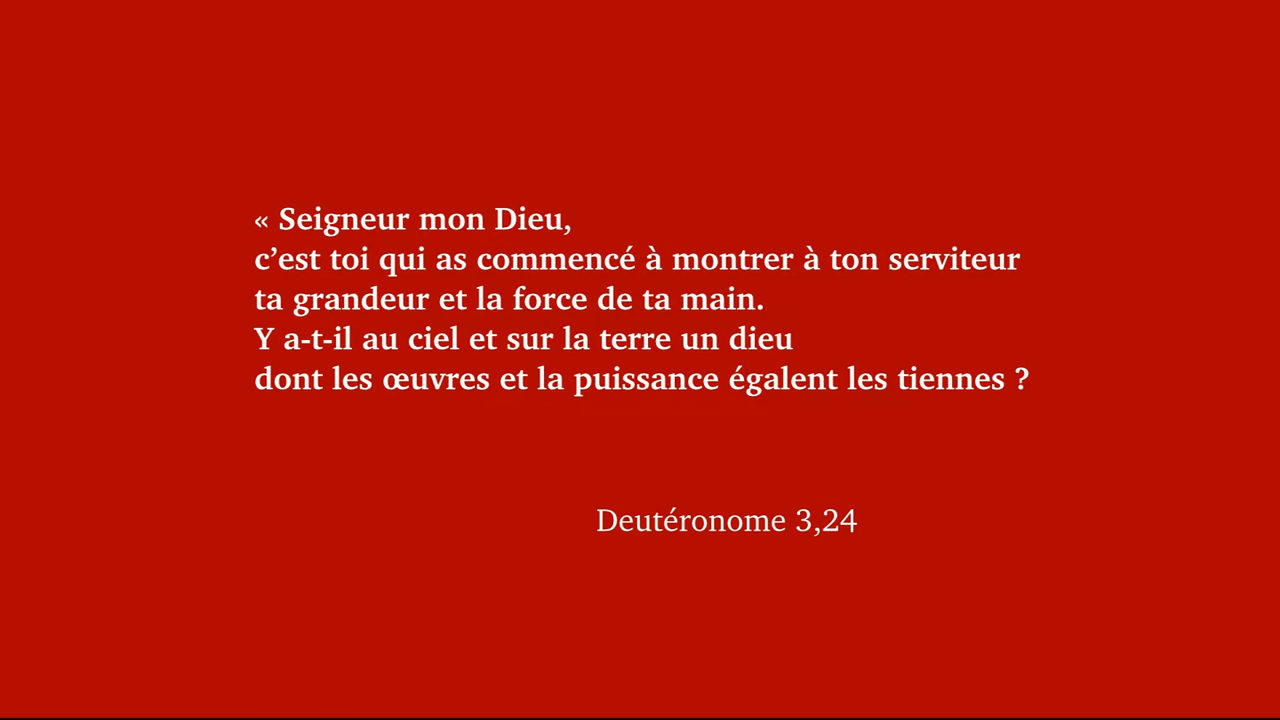 « Seigneur mon Dieu,
c’est toi qui as commencé à montrer à ton serviteur
ta grandeur et la force de ta main.
Y a-t-il au ciel et sur la terre un dieu
dont les œuvres et la puissance égalent les tiennes ?
Deutéronome 3,24